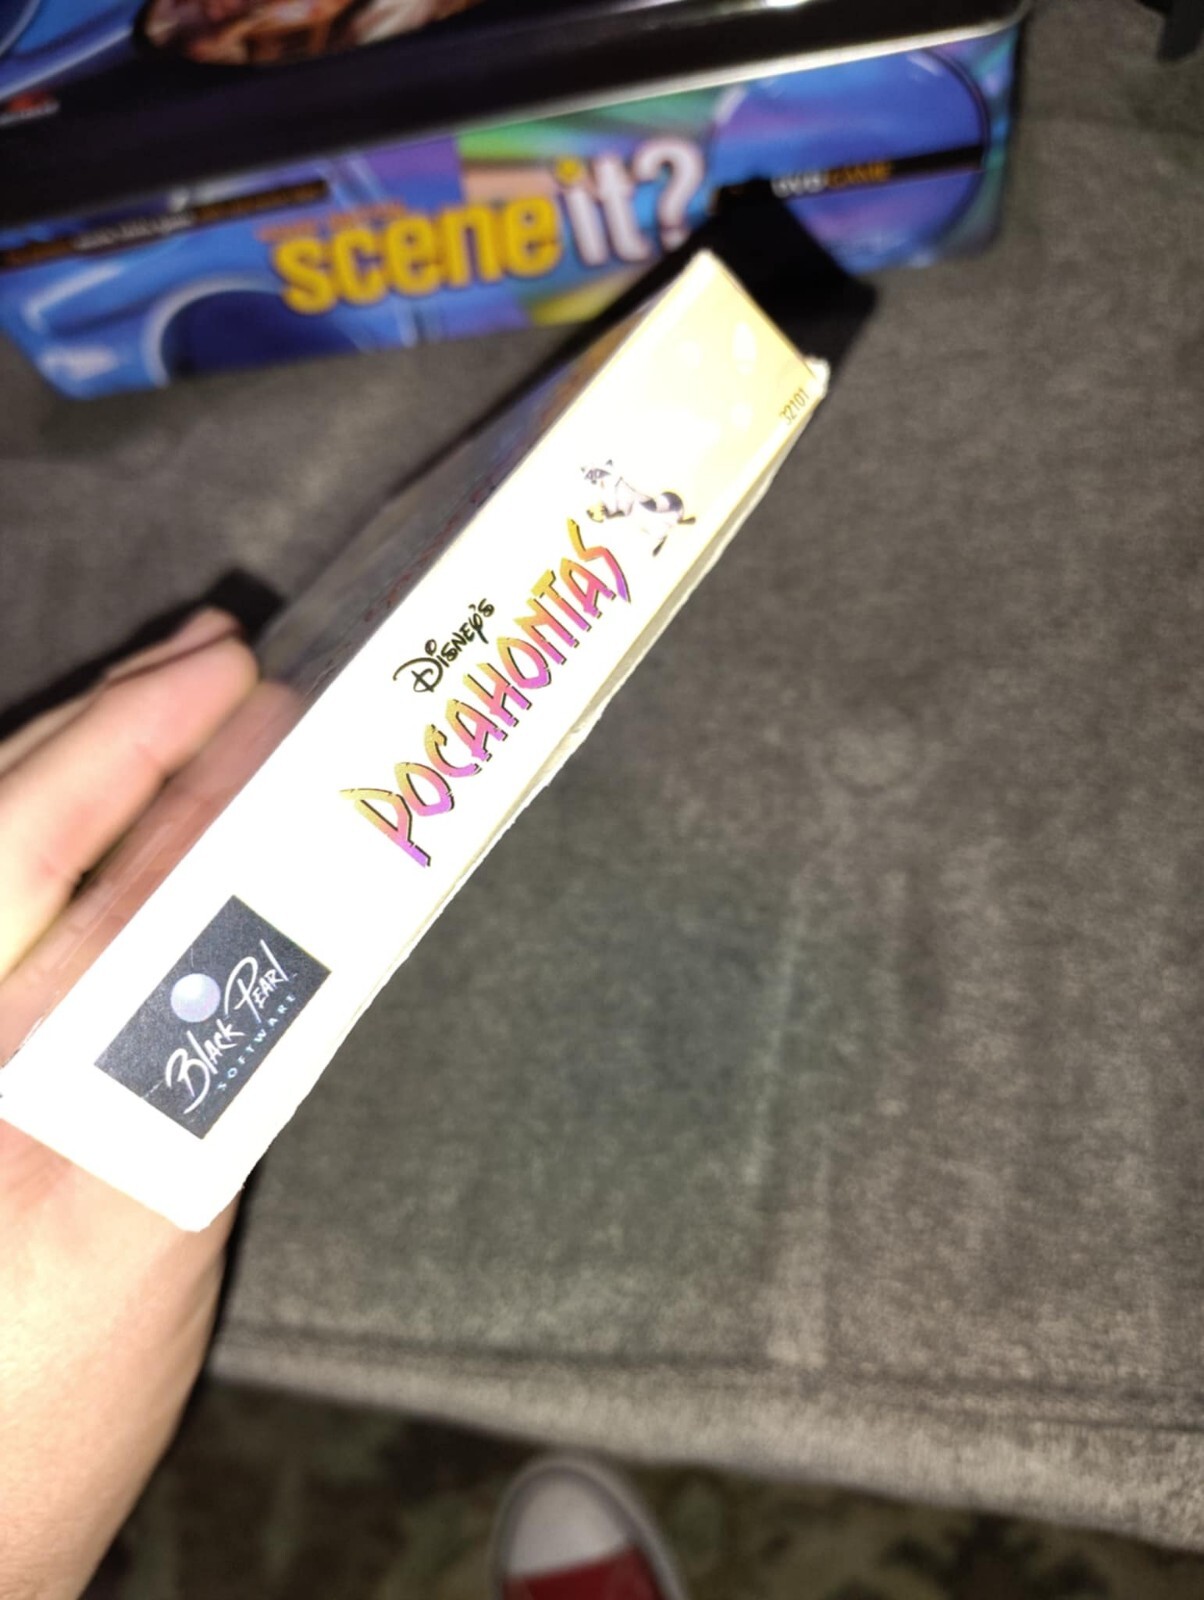 scene it?
32101
DISNEY'S
POCAHONTAS
BLACK PEARL
SOFTWARE